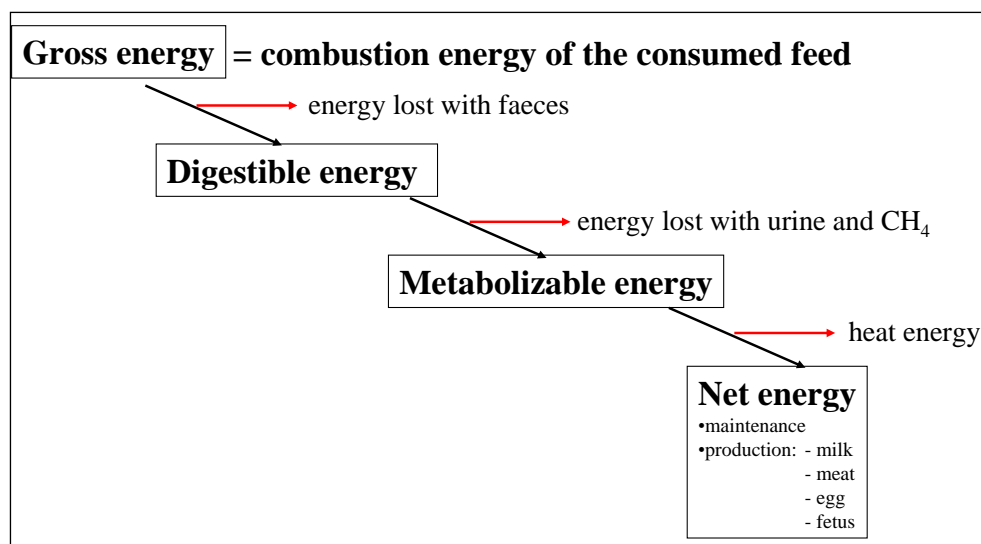 Gross energy = combustion energy of the consumed feed
energy lost with faeces
Digestible energy
energy lost with urine and CH₄
Metabolizable energy
heat energy
Net energy
•maintenance
•production: - milk
- meat
- egg
- fetus